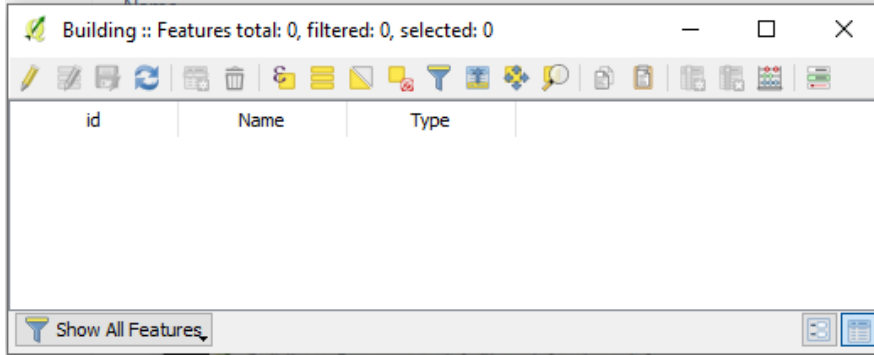 Building :: Features total: 0, filtered: 0, selected: 0
id Name Type
Show All Features